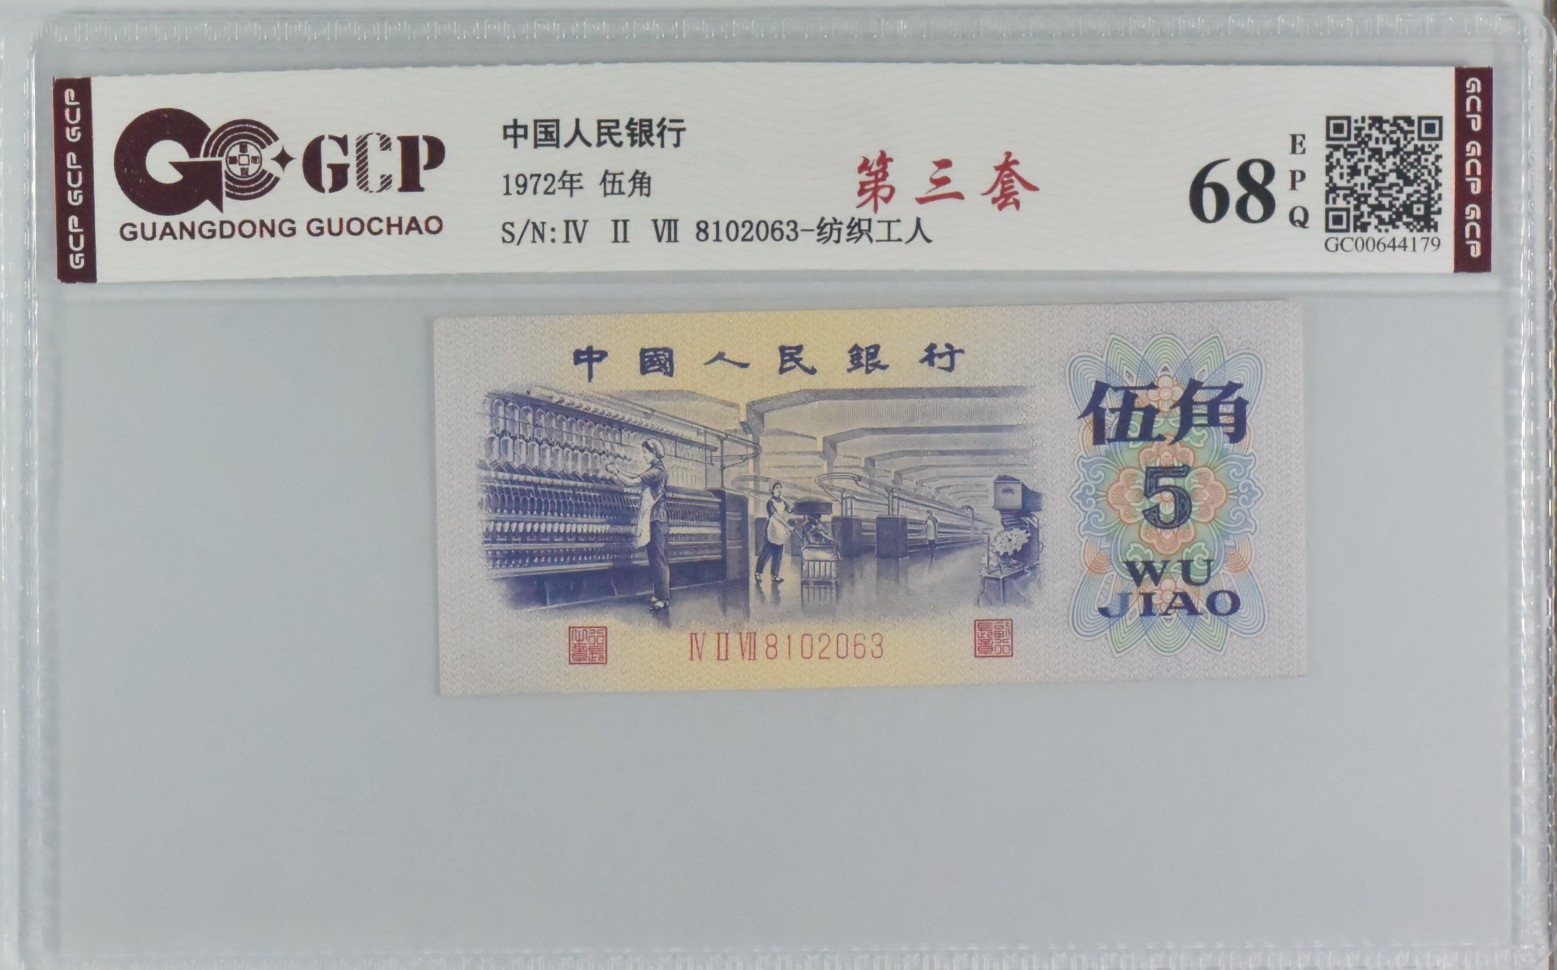 GCP GCP GCP
GCP
GUANGDONG GUOCHAO
中国人民银行
1972年 伍角
S/N:Ⅳ Ⅱ Ⅶ 8102063-纺织工人
第三套
68
E
P
Q
GC00644179
GCP GCP GCP
中國人民銀行
伍角
5
WU
JIAO
Ⅳ Ⅱ Ⅶ 8102063